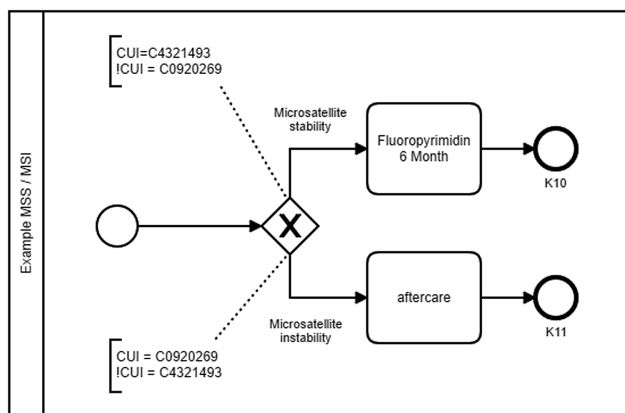 Example MSS / MSI
CUI=C4321493
!CUI = C0920269
Microsatellite
stability
Fluoropyrimidin
6 Month
K10
X
Microsatellite
instability
aftercare
K11
CUI = C0920269
!CUI = C4321493